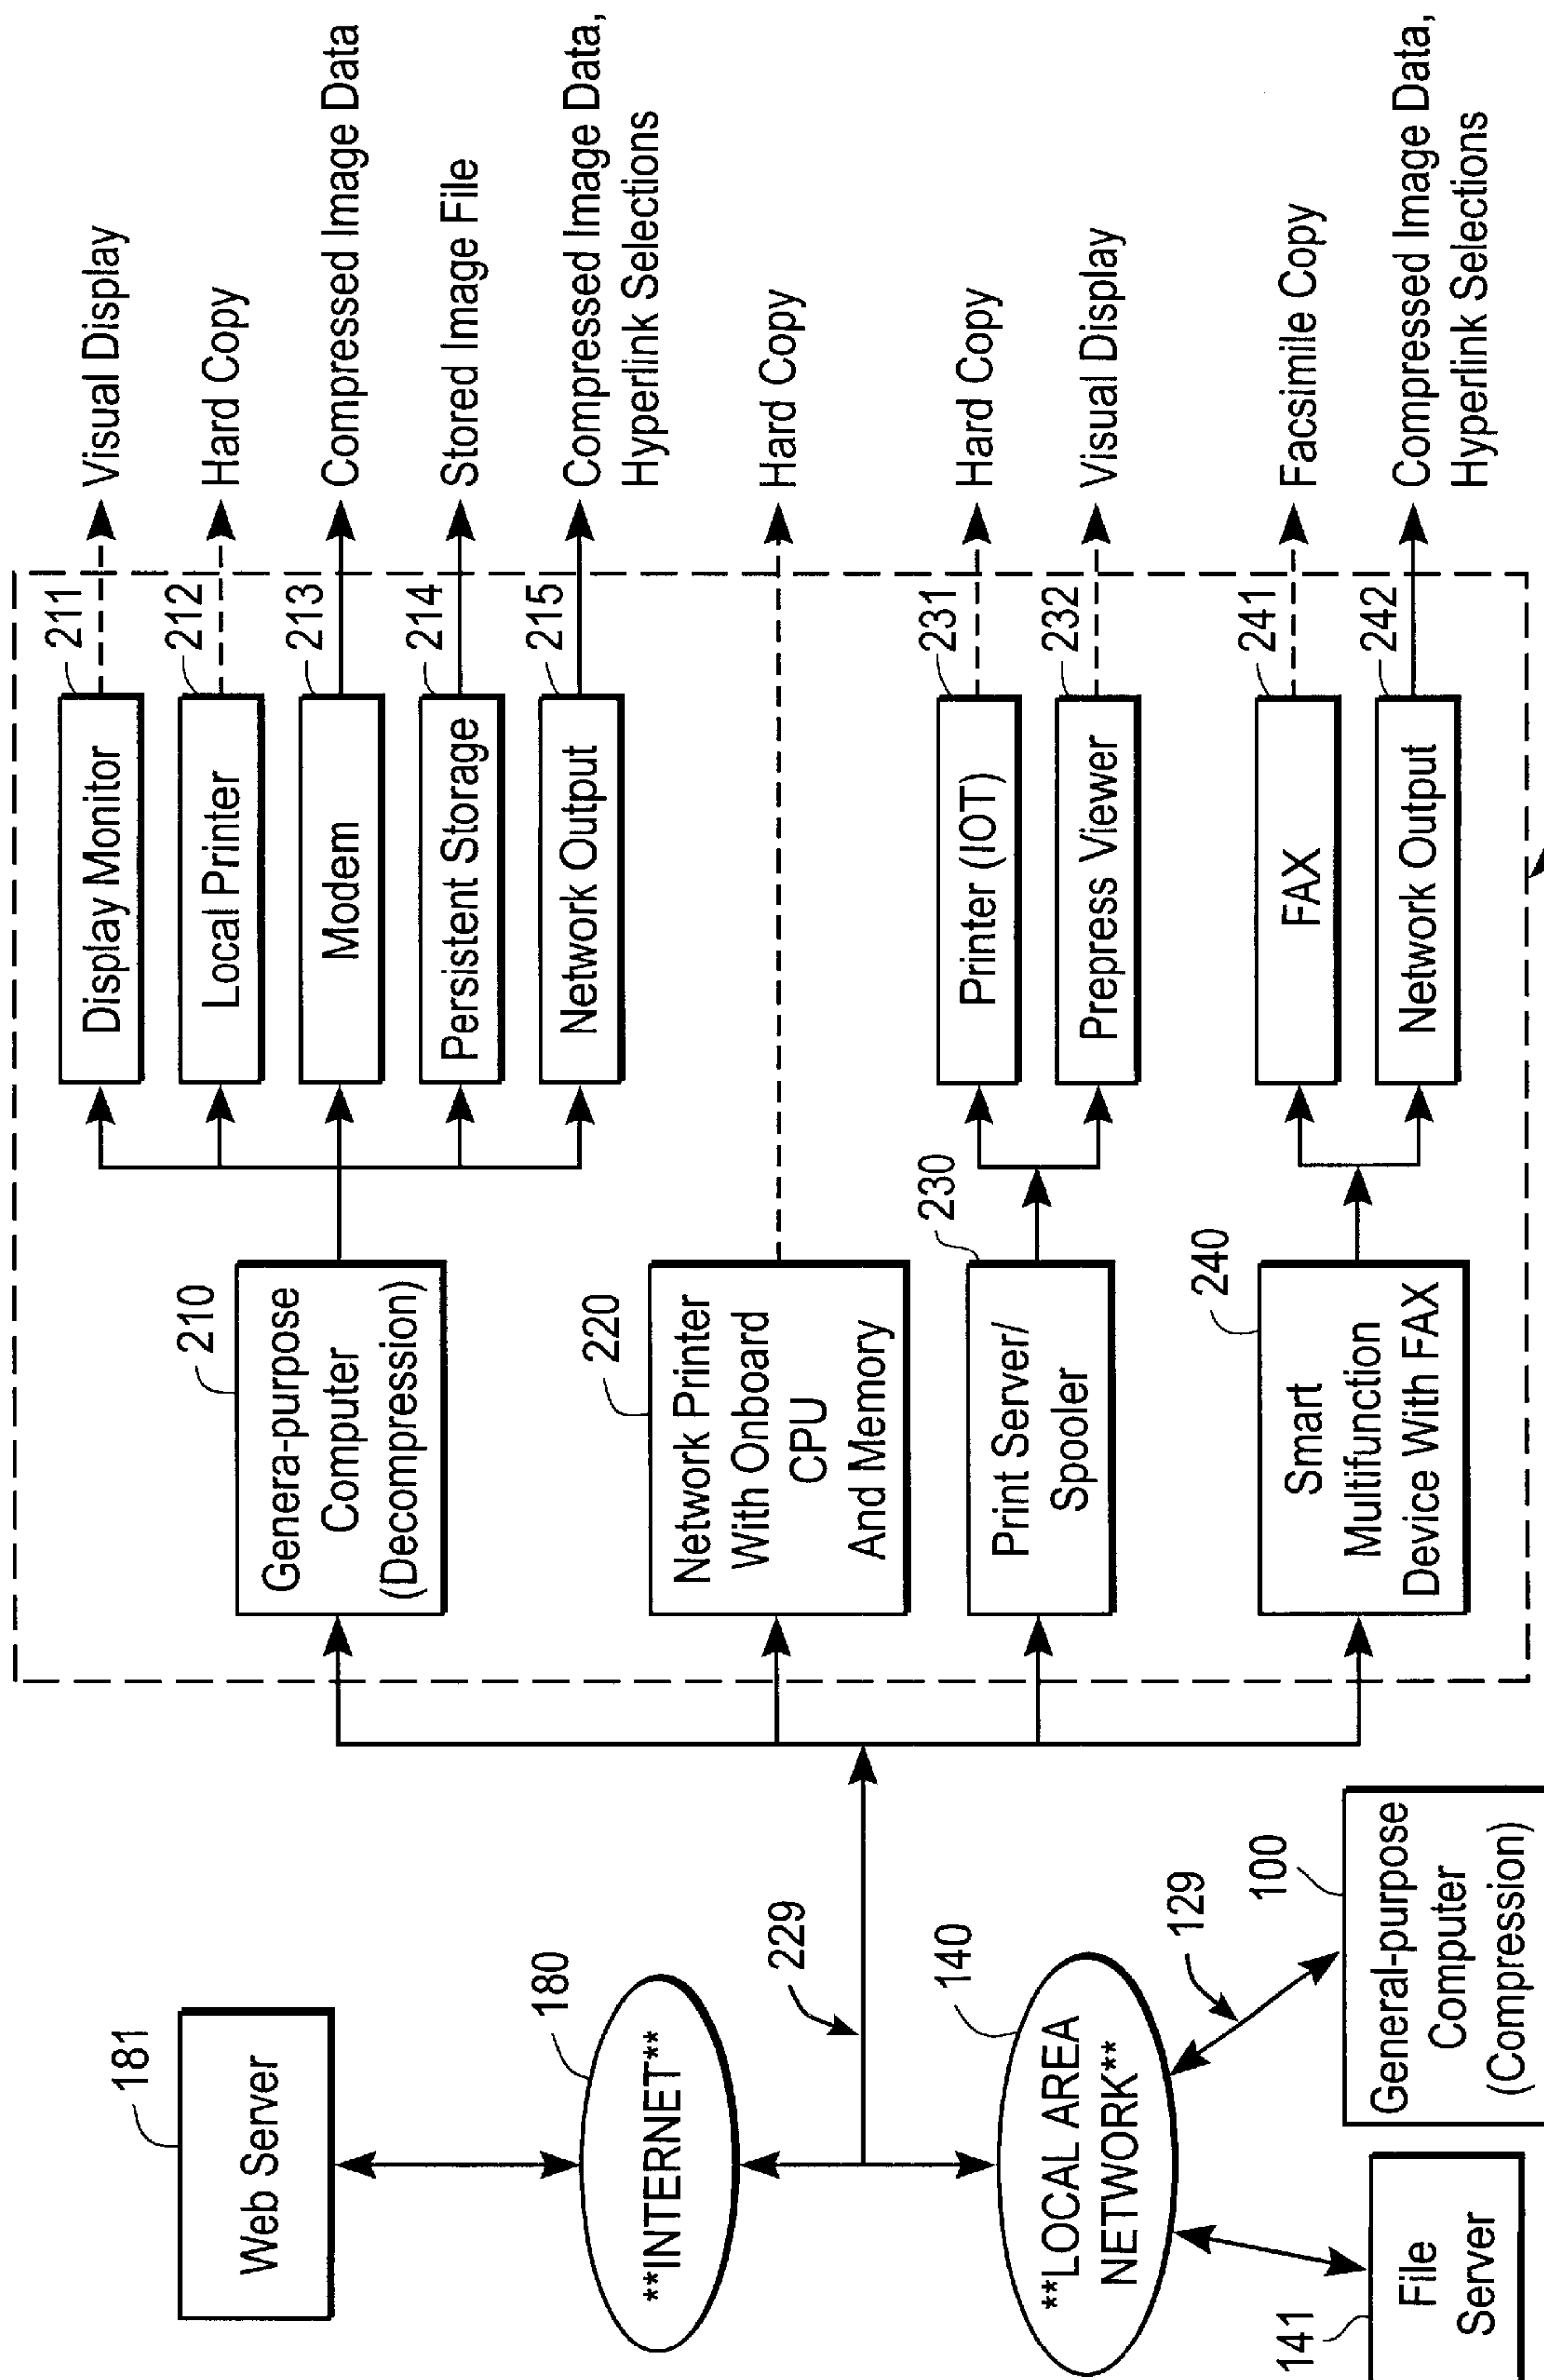 181
Web Server
180
**INTERNET**
229
140
**LOCAL AREA
NETWORK**
129
100
General-purpose
Computer
(Compression)
141
File
Server
210
Genera-purpose
Computer
(Decompression)
220
Network Printer
With Onboard
CPU
And Memory
230
Print Server/
Spooler
240
Smart
Multifunction
Device With FAX
211
Display Monitor
Visual Display
212
Local Printer
Hard Copy
213
Modem
Compressed Image Data
214
Persistent Storage
Stored Image File
215
Network Output
Compressed Image Data,
Hyperlink Selections
Hard Copy
231
Printer (IOT)
Hard Copy
232
Prepress Viewer
Visual Display
241
FAX
Facsimile Copy
242
Network Output
Compressed Image Data,
Hyperlink Selections